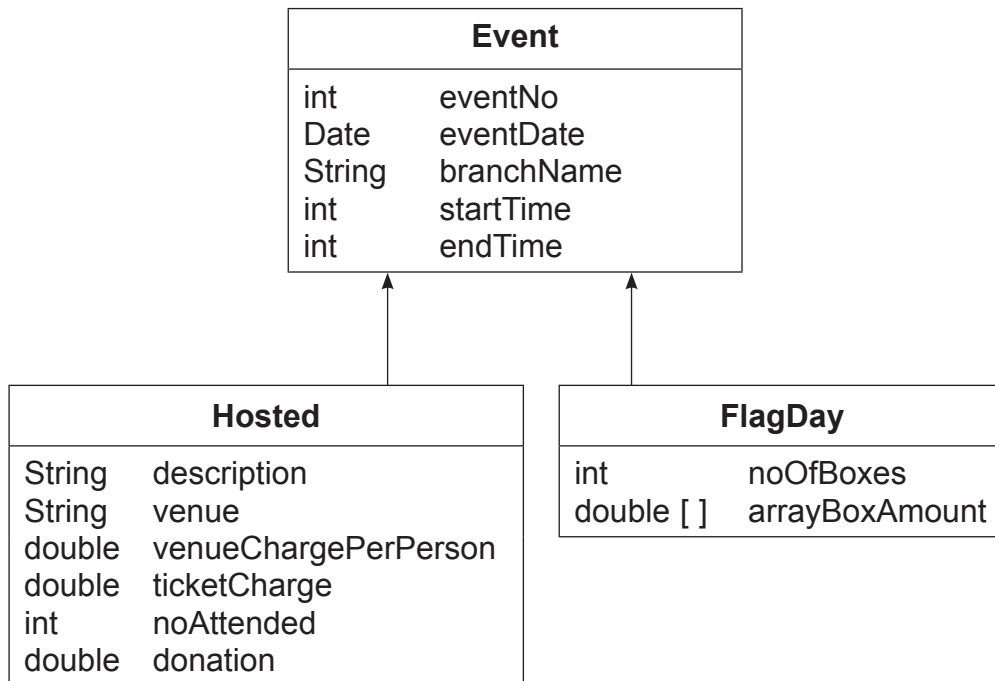 Event
int eventNo
Date eventDate
String branchName
int startTime
int endTime
Hosted
String description
String venue
double venueChargePerPerson
double ticketCharge
int noAttended
double donation
FlagDay
int noOfBoxes
double [ ] arrayBoxAmount